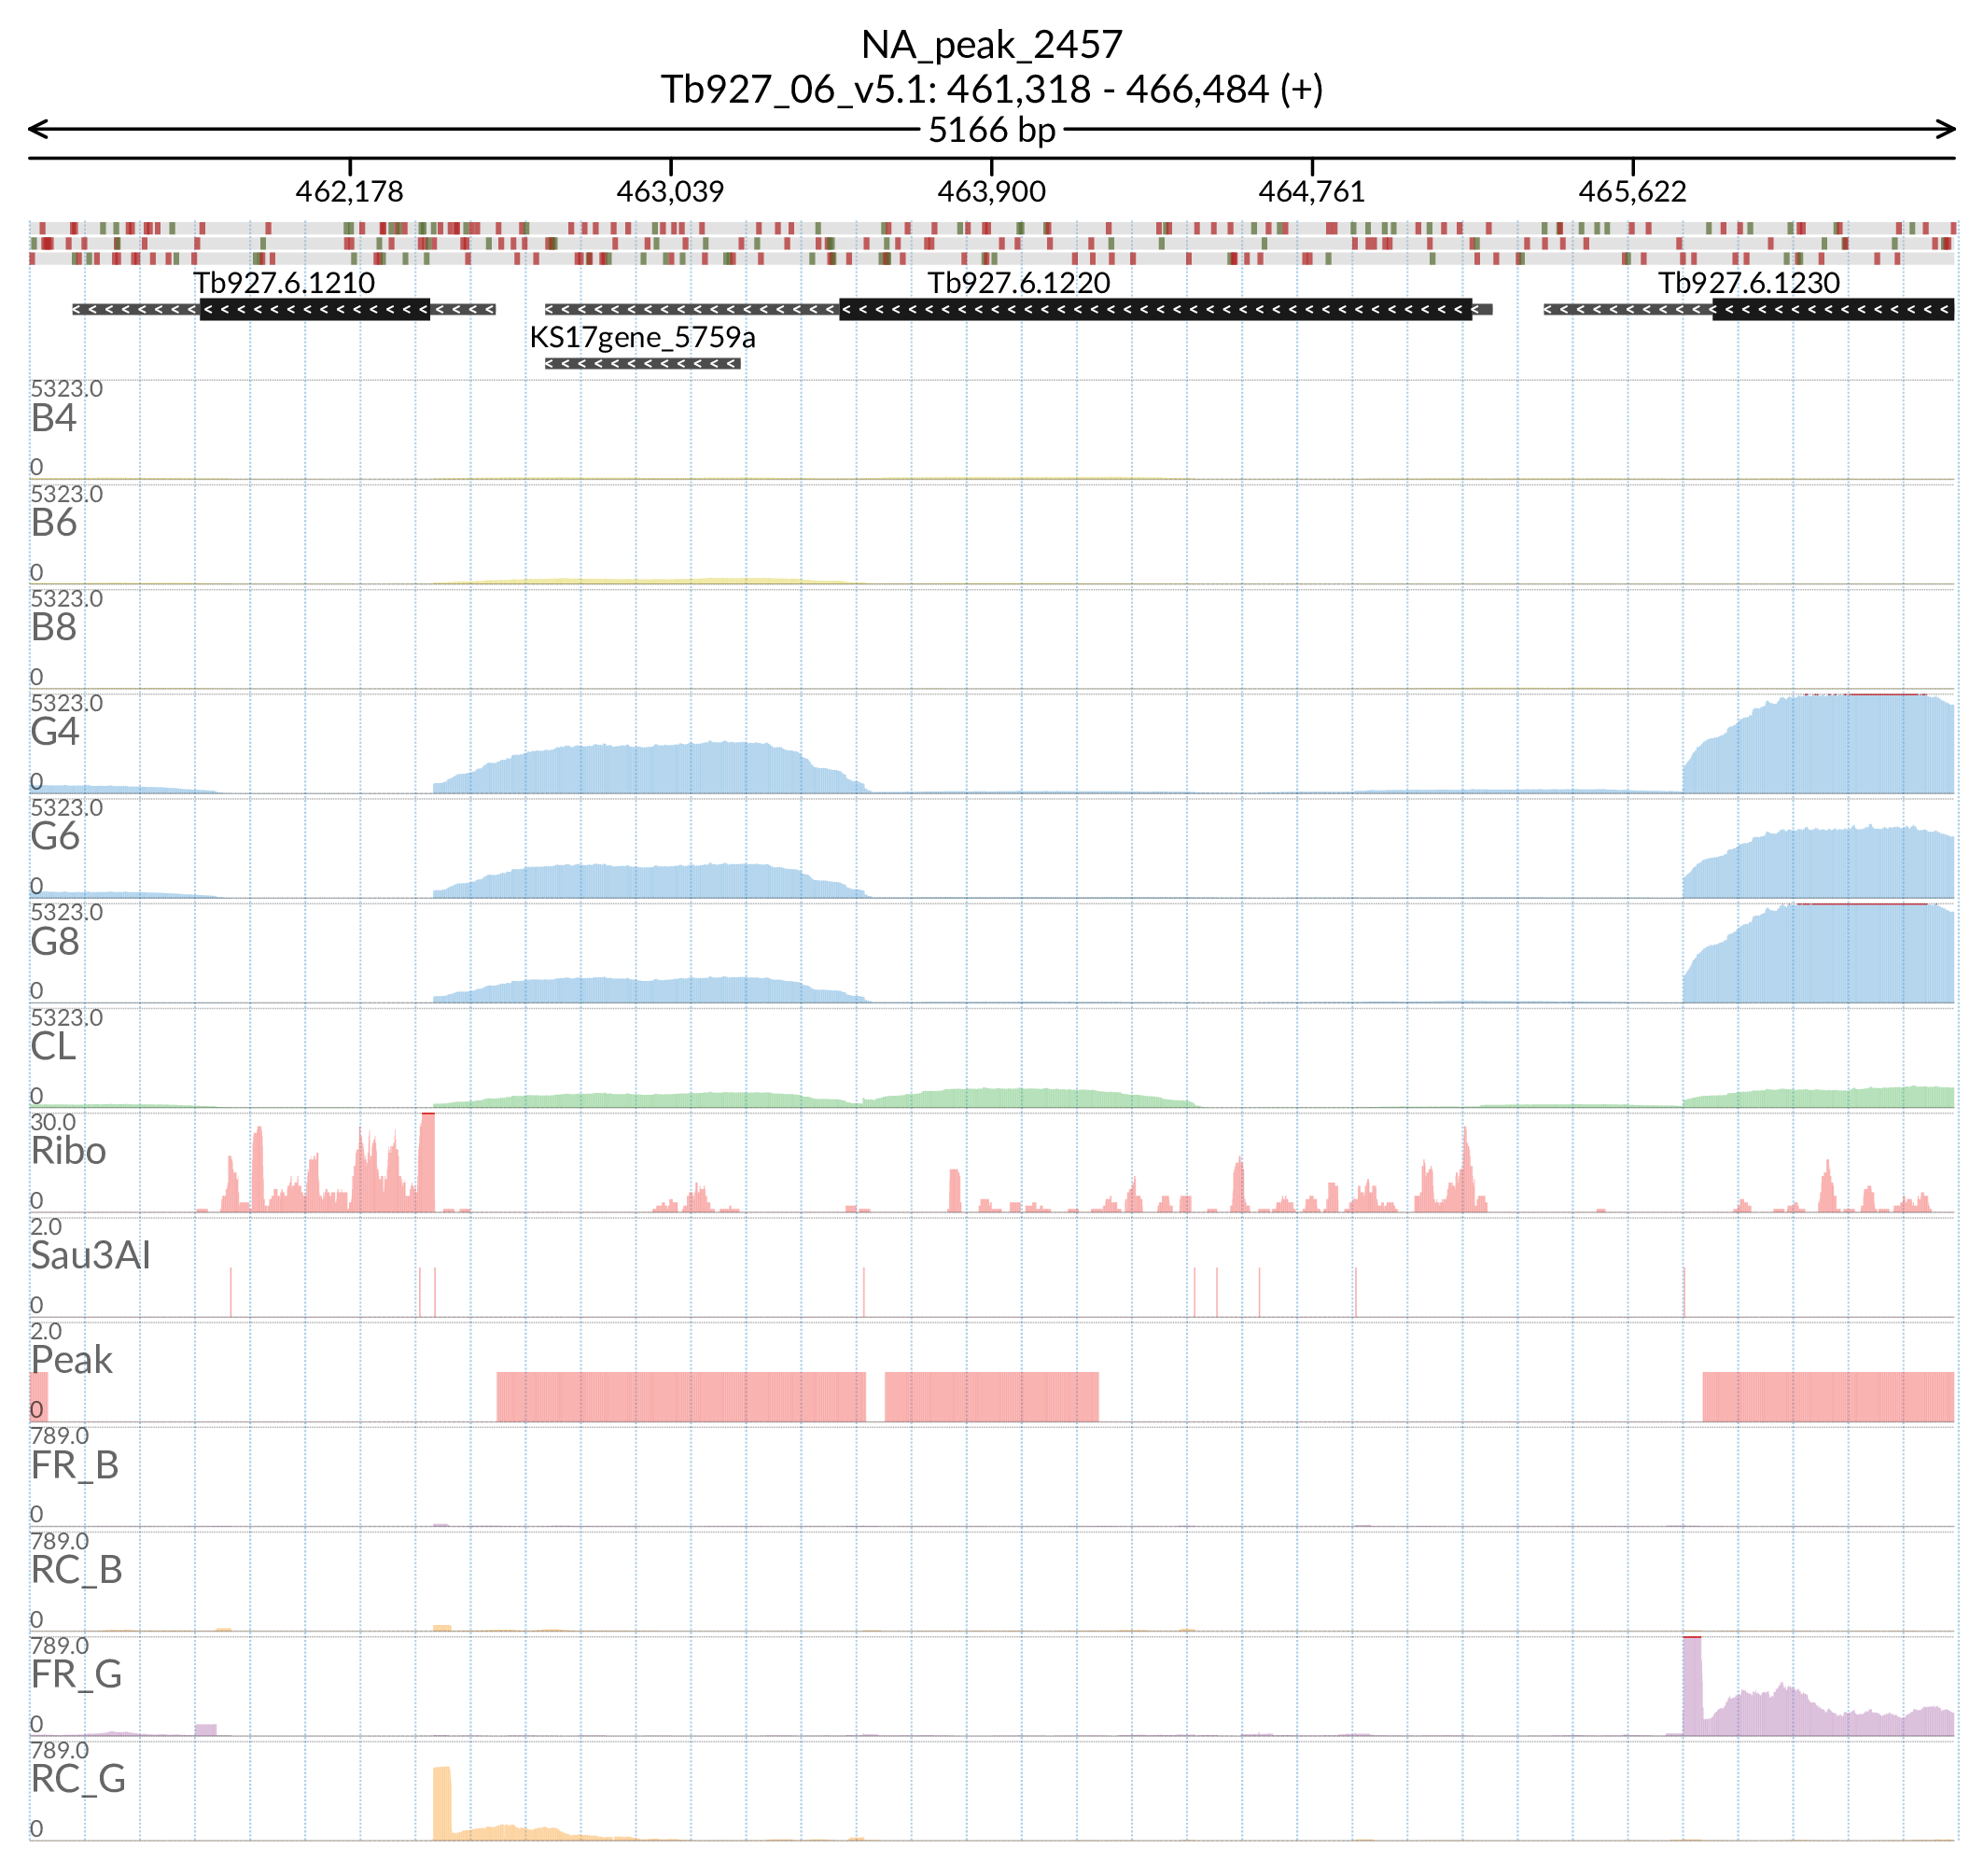 NA_peak_2457
Tb927_06_v5.1: 461,318 - 466,484 (+)
5166 bp
462,178 463,039 463,900 464,761 465,622
Tb927.6.1210 Tb927.6.1220 Tb927.6.1230
KS17gene_5759a
5323.0
B4
0
5323.0
B6
0
5323.0
B8
0
5323.0
G4
0
5323.0
G6
0
5323.0
G8
0
5323.0
CL
0
30.0
Ribo
0
2.0
Sau3AI
0
2.0
Peak
0
789.0
FR_B
0
789.0
RC_B
0
789.0
FR_G
0
789.0
RC_G
0